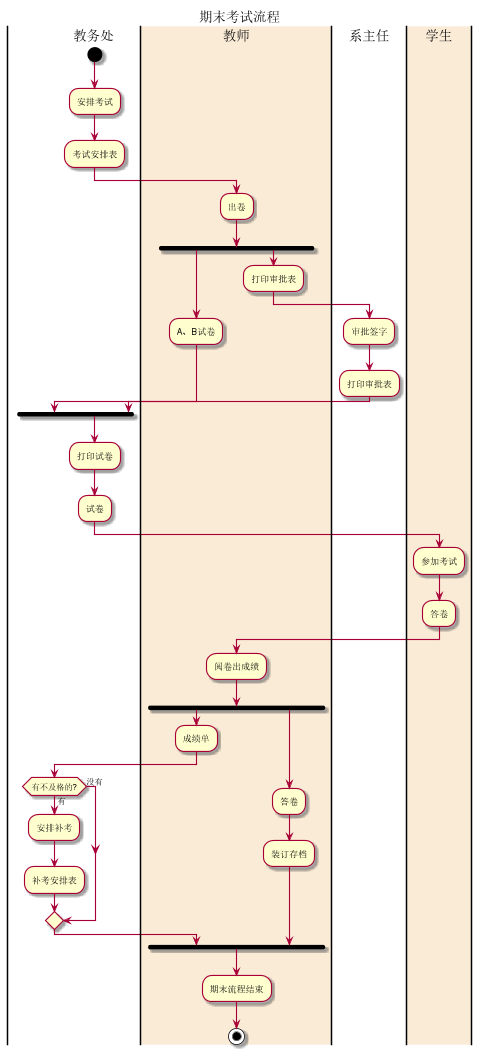 期末考试流程
教务处
教师
系主任
学生
安排考试
考试安排表
出卷
打印审批表
A、B试卷
审批签字
打印审批表
打印试卷
试卷
参加考试
答卷
阅卷出成绩
成绩单
有不及格的?
没有
有
答卷
安排补考
装订存档
补考安排表
期末流程结束